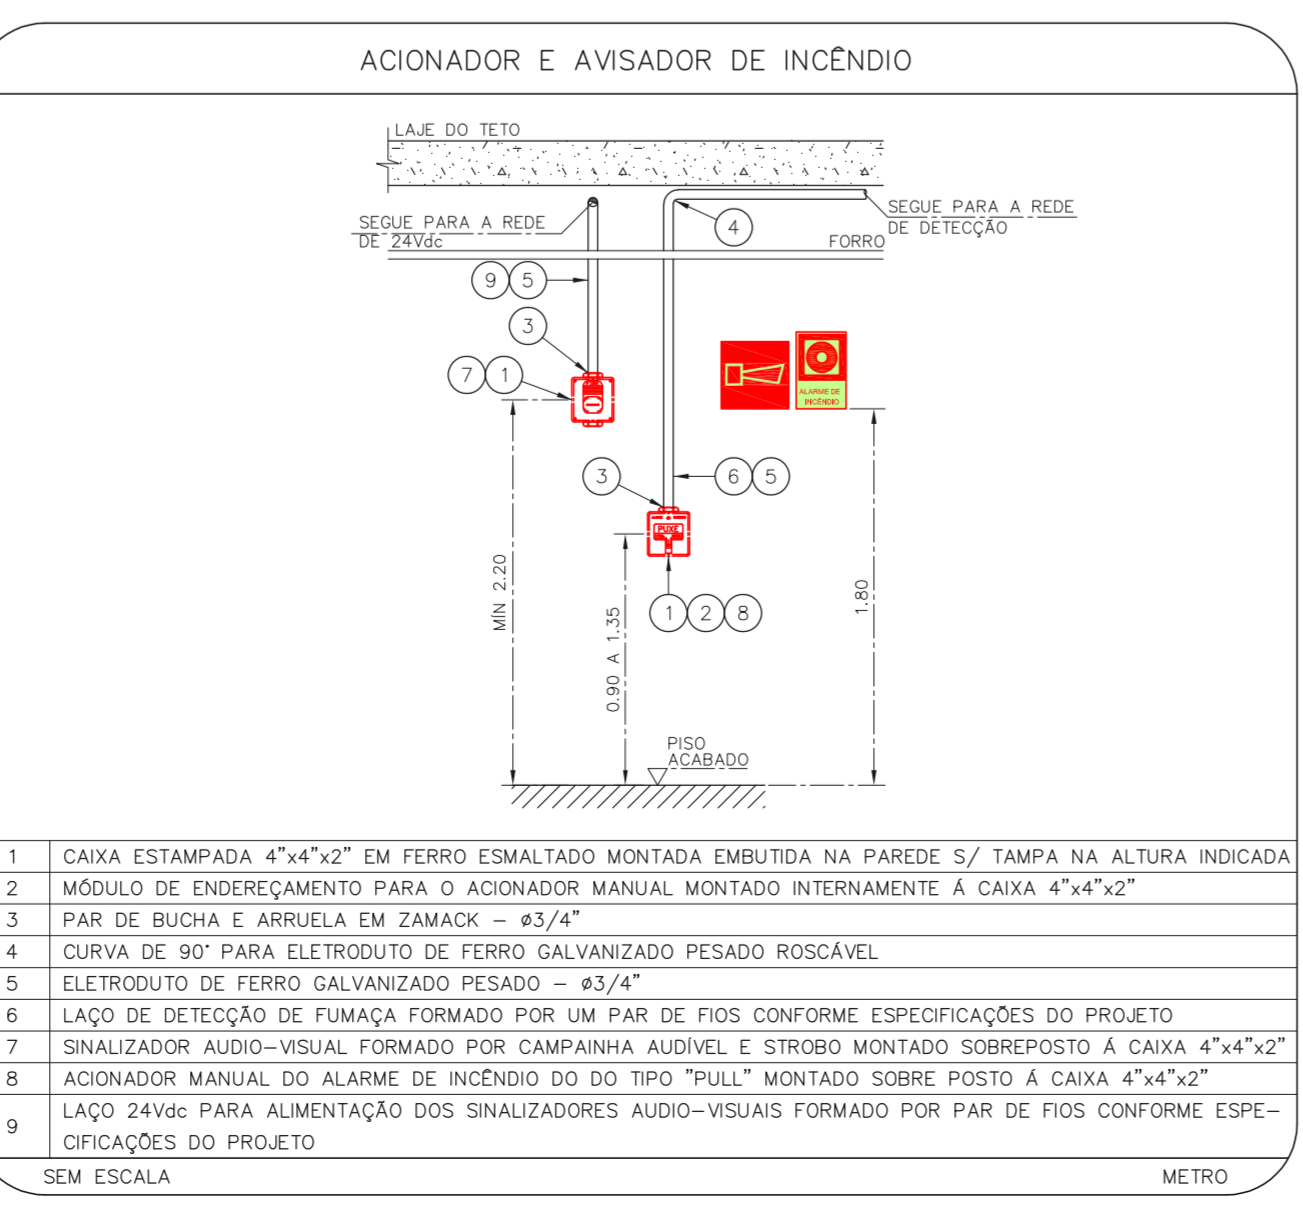 ACIONADOR E AVISADOR DE INCÊNDIO
LAJE DO TETO
SEGUE PARA A REDE
DE 24Vdc
SEGUE PARA A REDE
DE DETECÇÃO
4
FORRO
9 5
3
7 1
ALARME DE
INCÊNDIO
3
6 5
PUXE
1 2 8
MÍN 2.20
0.90 A 1.35
1.80
PISO
ACABADO
1 CAIXA ESTAMPADA 4"x4"x2" EM FERRO ESMALTADO MONTADA EMBUTIDA NA PAREDE S/ TAMPA NA ALTURA INDICADA
2 MÓDULO DE ENDEREÇAMENTO PARA O ACIONADOR MANUAL MONTADO INTERNAMENTE Á CAIXA 4"x4"x2"
3 PAR DE BUCHA E ARRUELA EM ZAMACK – ø3/4"
4 CURVA DE 90° PARA ELETRODUTO DE FERRO GALVANIZADO PESADO ROSCÁVEL
5 ELETRODUTO DE FERRO GALVANIZADO PESADO – ø3/4"
6 LAÇO DE DETECÇÃO DE FUMAÇA FORMADO POR UM PAR DE FIOS CONFORME ESPECIFICAÇÕES DO PROJETO
7 SINALIZADOR AUDIO–VISUAL FORMADO POR CAMPAINHA AUDÍVEL E STROBO MONTADO SOBREPOSTO Á CAIXA 4"x4"x2"
8 ACIONADOR MANUAL DO ALARME DE INCÊNDIO DO DO TIPO "PULL" MONTADO SOBRE POSTO Á CAIXA 4"x4"x2"
9 LAÇO 24Vdc PARA ALIMENTAÇÃO DOS SINALIZADORES AUDIO–VISUAIS FORMADO POR PAR DE FIOS CONFORME ESPE–
CIFICAÇÕES DO PROJETO
SEM ESCALA
METRO